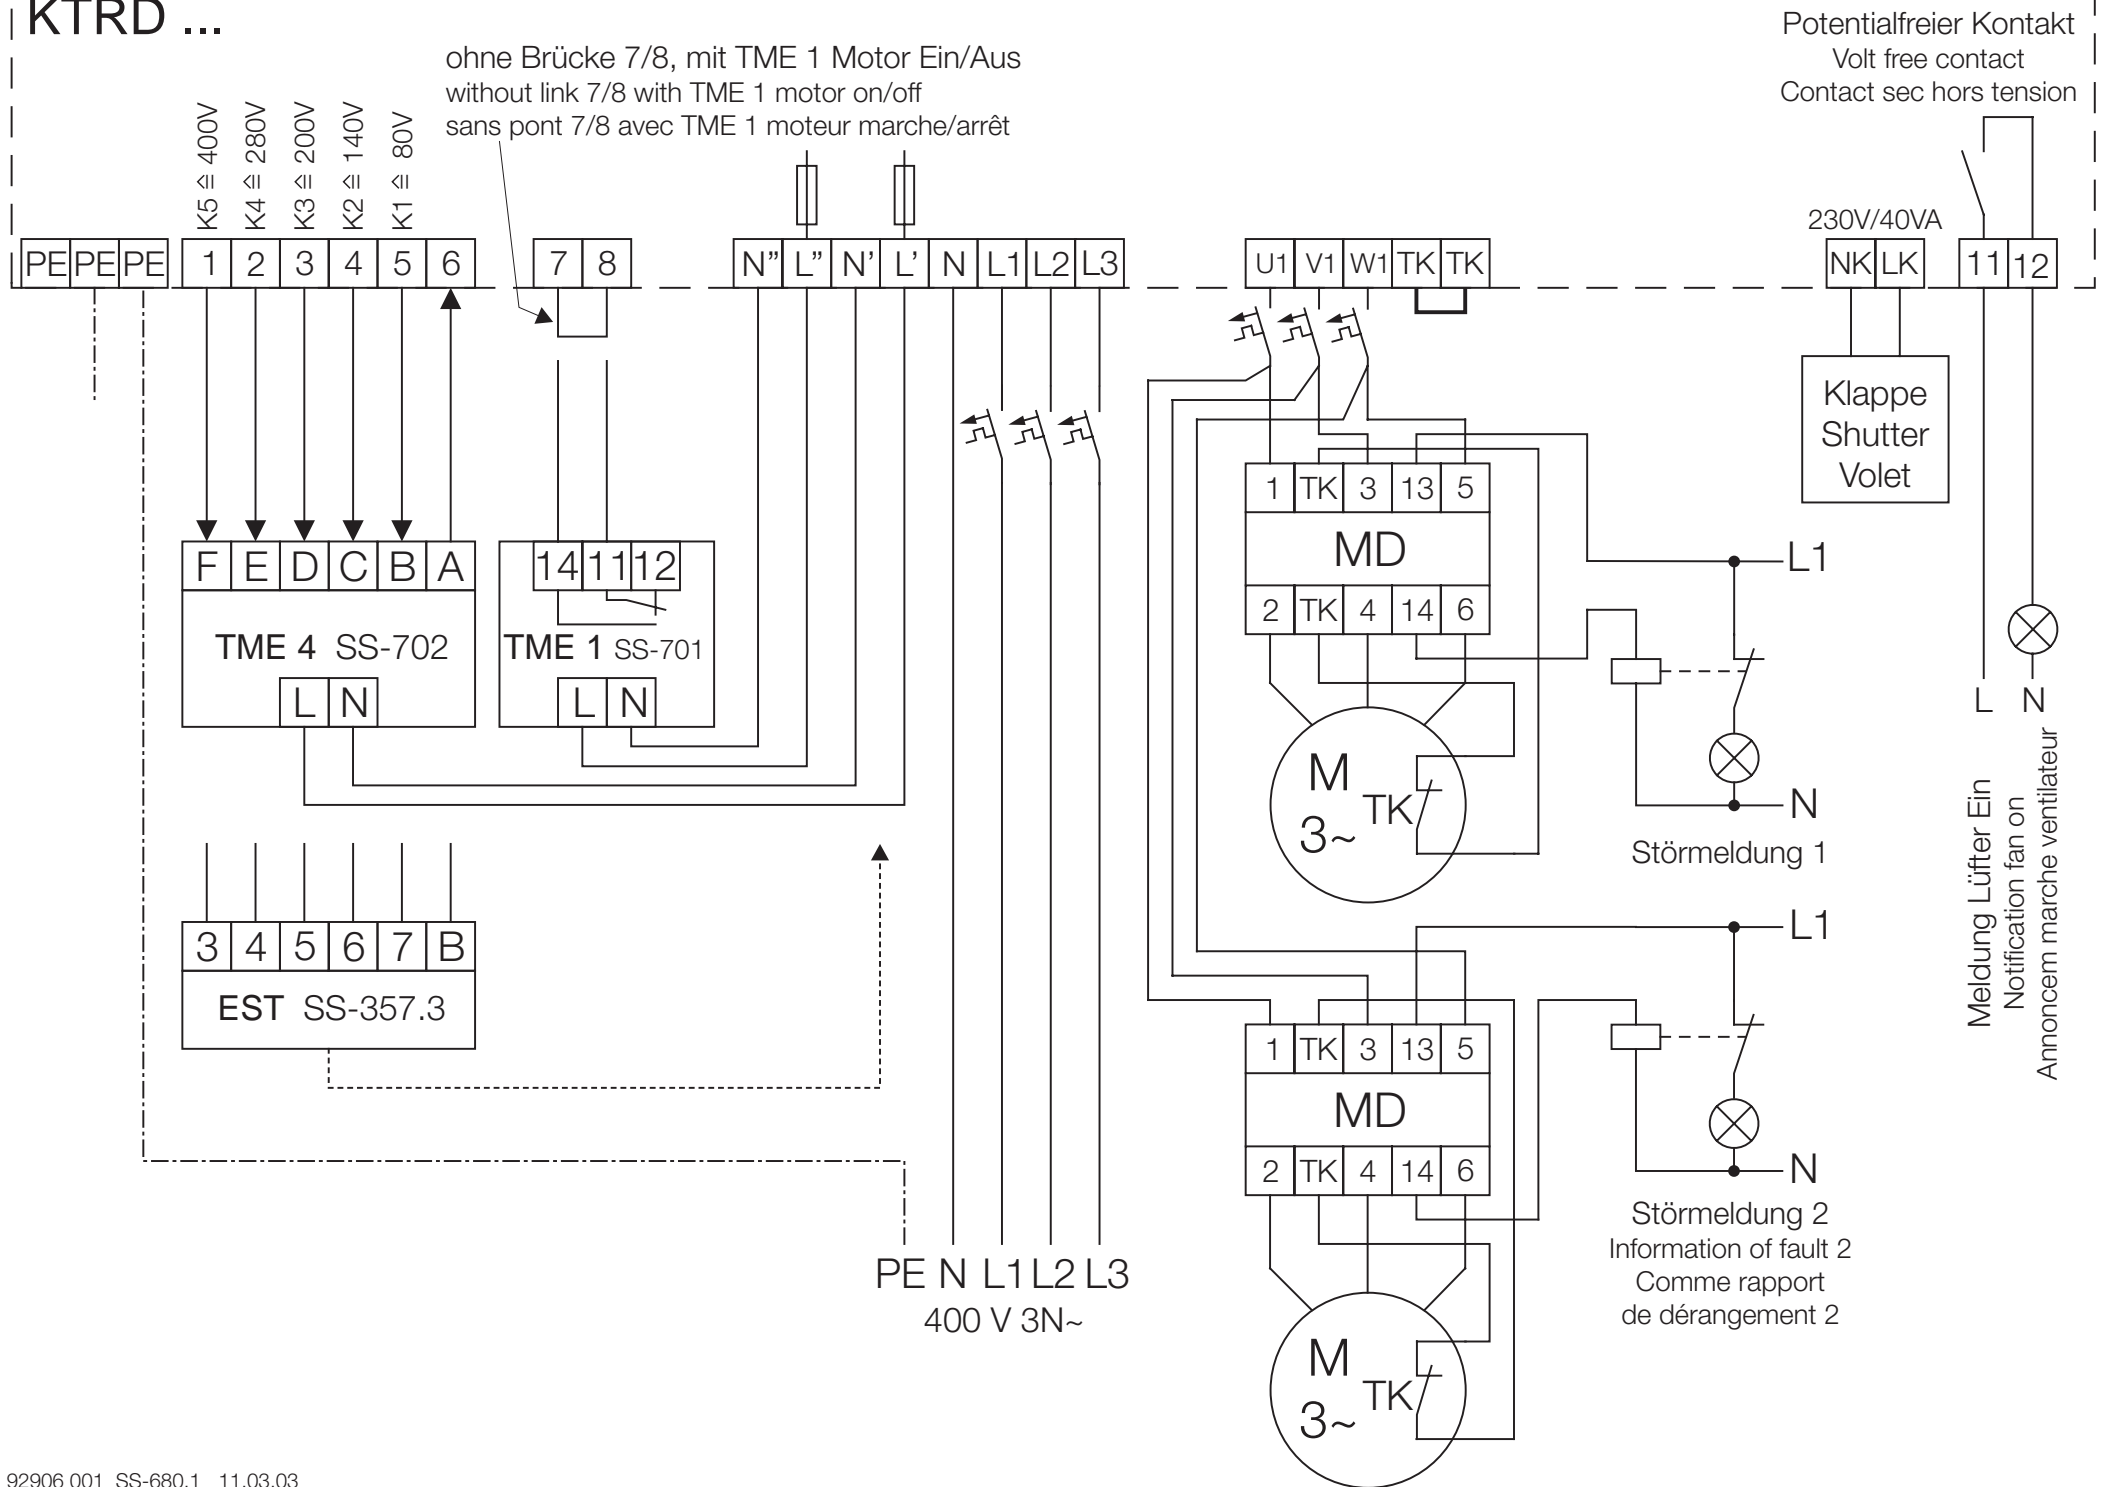 KTRD ...
ohne Brücke 7/8, mit TME 1 Motor Ein/Aus
without link 7/8 with TME 1 motor on/off
sans pont 7/8 avec TME 1 moteur marche/arrêt
Potentialfreier Kontakt
Volt free contact
Contact sec hors tension
K5 ≙ 400V
K4 ≙ 280V
K3 ≙ 200V
K2 ≙ 140V
K1 ≙ 80V
230V/40VA
PE PE PE 1 2 3 4 5 6 7 8 N” L” N’ L’ N L1 L2 L3 U1 V1 W1 TK TK NK LK 11 12
Klappe
Shutter
Volet
1 TK 3 13 5
MD
2 TK 4 14 6
F E D C B A
TME 4 SS-702
L N
14 11 12
TME 1 SS-701
L N
L1
L N
M
3~
TK
N
Störmeldung 1
Meldung Lüfter Ein
Notification fan on
Annoncem marche ventilateur
3 4 5 6 7 B
EST SS-357.3
L1
1 TK 3 13 5
MD
2 TK 4 14 6
N
Störmeldung 2
Information of fault 2
Comme rapport
de dérangement 2
PE N L1 L2 L3
400 V 3N~
M
3~
TK
92906 001 SS-680.1 11.03.03